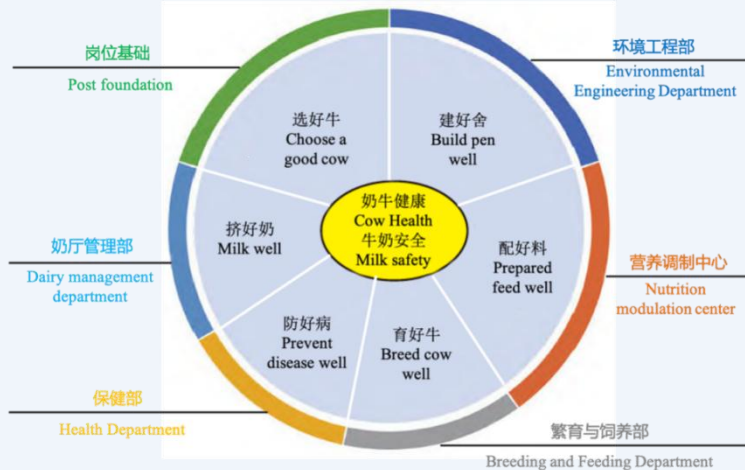 岗位基础
Post foundation
环境工程部
Environmental
Engineering Department
选好牛
Choose a
good cow
建好舍
Build pen
well
奶牛健康
Cow Health
牛奶安全
Milk safety
挤好奶
Milk well
配好料
Prepared
feed well
奶厅管理部
Dairy management
department
营养调制中心
Nutrition
modulation center
防好病
Prevent
disease well
育好牛
Breed cow
well
保健部
Health Department
繁育与饲养部
Breeding and Feeding Department